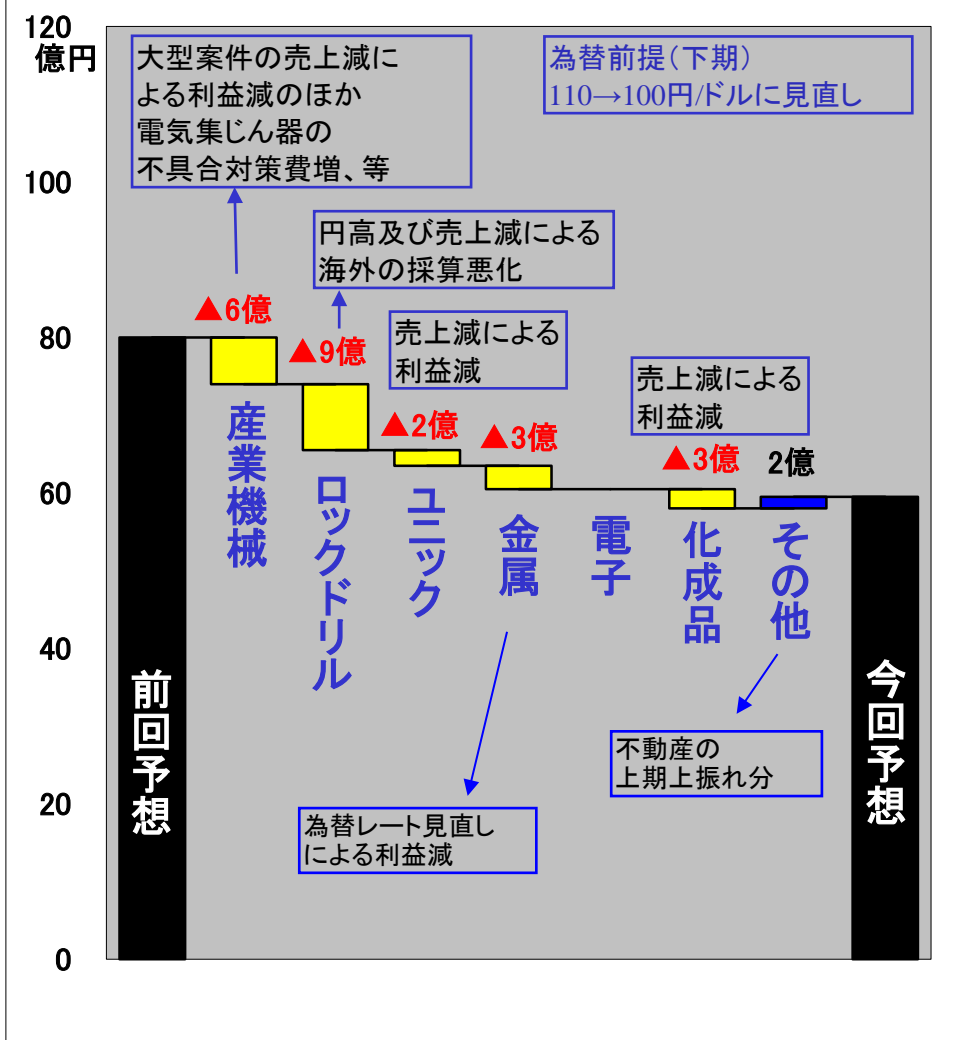 120
億円
100
80
60
40
20
0
大型案件の売上減に
よる利益減のほか
電気集じん器の
不具合対策費増、等
為替前提(下期)
110→100円/ドルに見直し
円高及び売上減による
海外の採算悪化
売上減による
利益減
売上減による
利益減
▲6億
▲9億
▲2億
▲3億
▲3億
2億
前回予想
産業機械
ロックドリル
ユニック
金属
電子
化成品
その他
今回予想
為替レート見直し
による利益減
不動産の
上期上振れ分